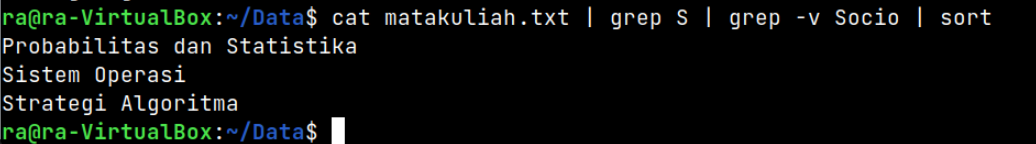 ra@ra-VirtualBox:~/Data$ cat matakuliah.txt | grep S | grep -v Socio | sort
Probabilitas dan Statistika
Sistem Operasi
Strategi Algoritma
ra@ra-VirtualBox:~/Data$